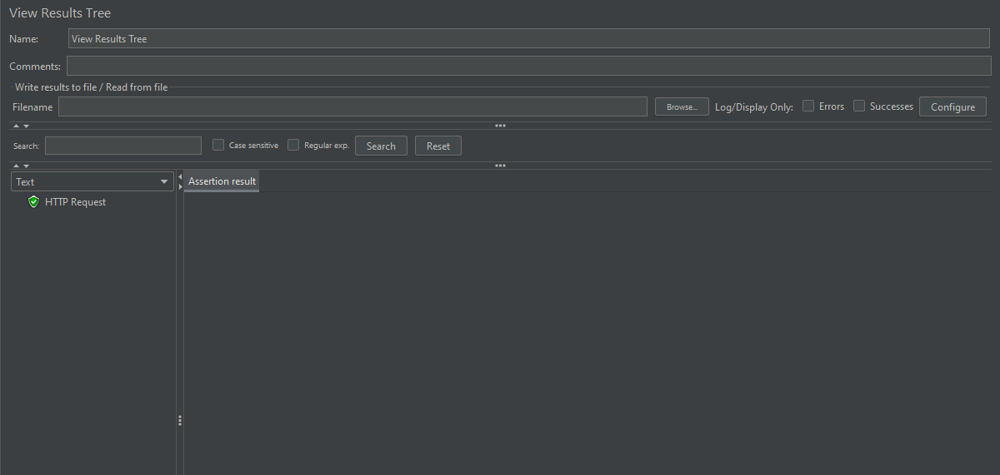 View Results Tree
Name: View Results Tree
Comments:
Write results to file / Read from file
Filename Browse... Log/Display Only: Errors Successes Configure
Search: Case sensitive Regular exp. Search Reset
Text Assertion result
HTTP Request